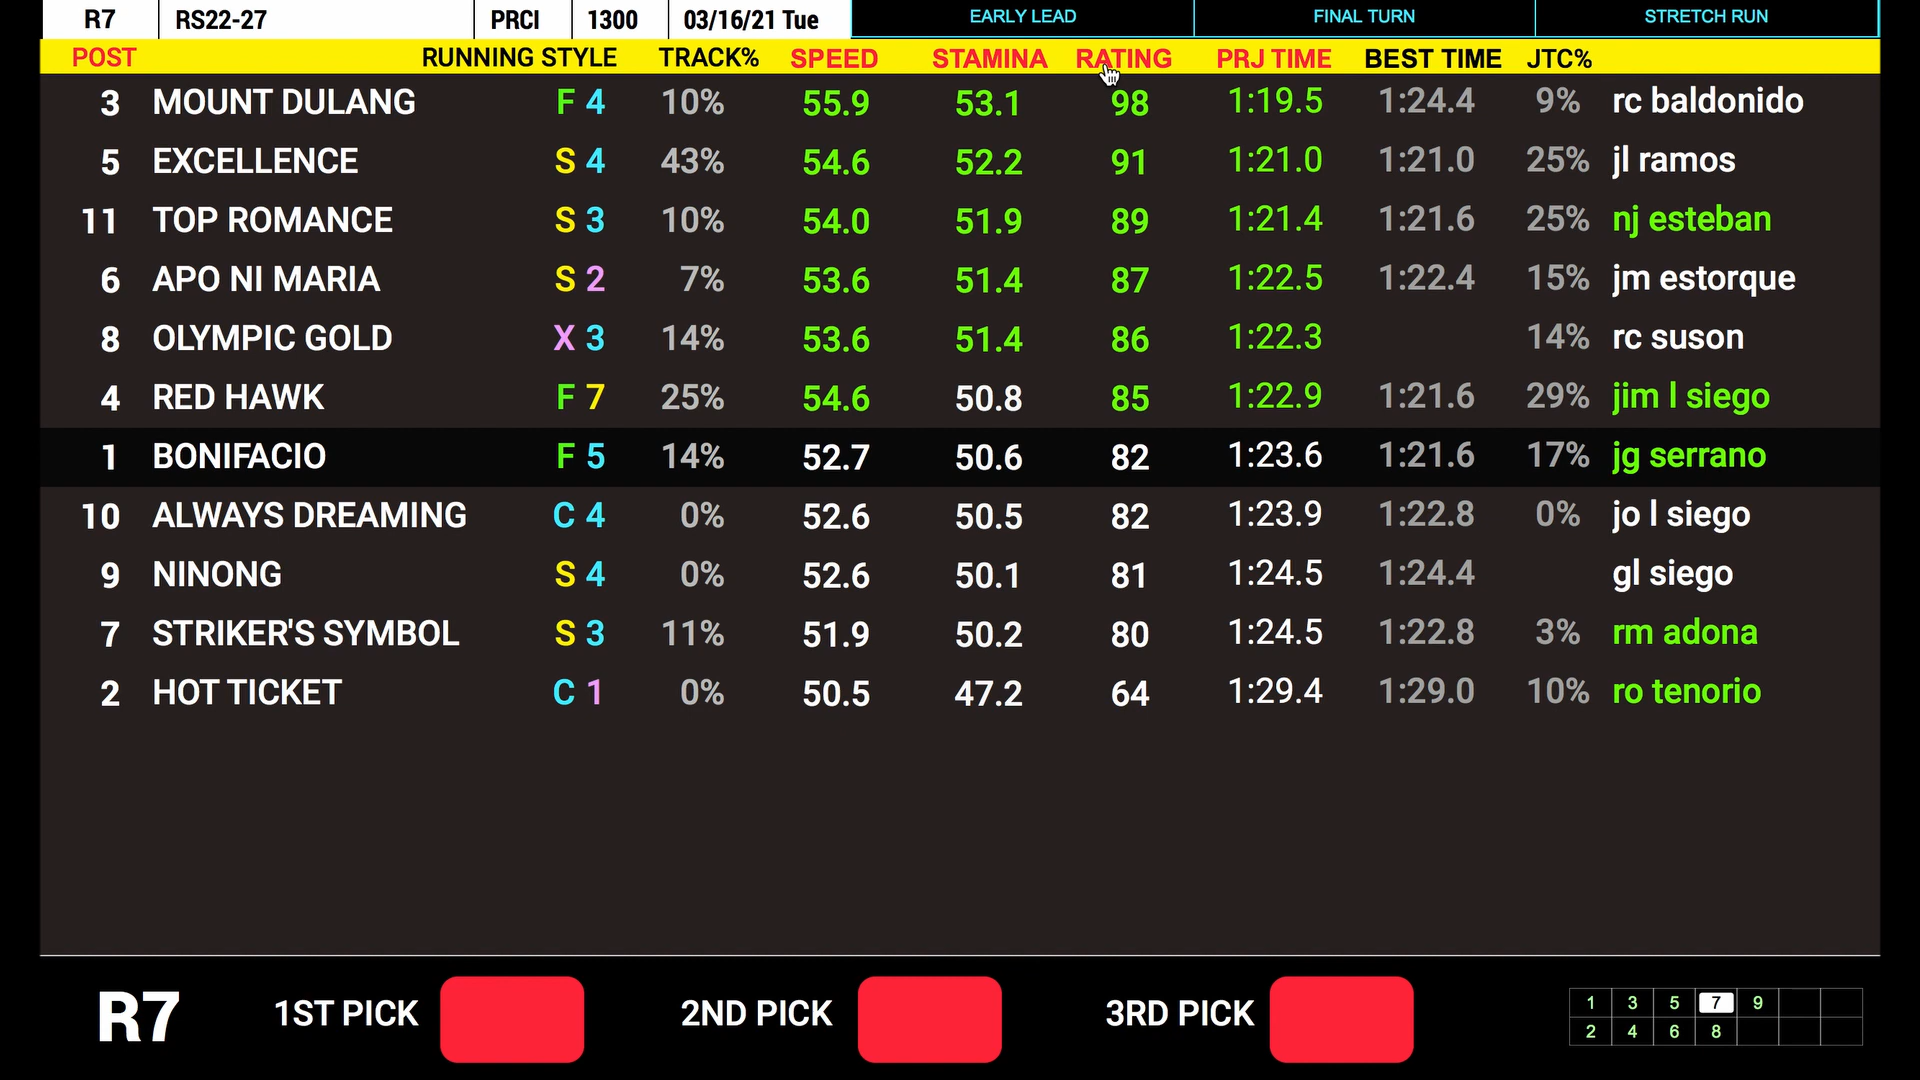 R7 RS22-27 PRCI 1300 03/16/21 Tue EARLY LEAD FINAL TURN STRETCH RUN
POST RUNNING STYLE TRACK% SPEED STAMINA RATING PRJ TIME BEST TIME JTC%
3 MOUNT DULANG F 4 10% 55.9 53.1 98 1:19.5 1:24.4 9% rc baldonido
5 EXCELLENCE S 4 43% 54.6 52.2 91 1:21.0 1:21.0 25% jl ramos
11 TOP ROMANCE S 3 10% 54.0 51.9 89 1:21.4 1:21.6 25% nj esteban
6 APO NI MARIA S 2 7% 53.6 51.4 87 1:22.5 1:22.4 15% jm estorque
8 OLYMPIC GOLD X 3 14% 53.6 51.4 86 1:22.3 14% rc suson
4 RED HAWK F 7 25% 54.6 50.8 85 1:22.9 1:21.6 29% jim l siego
1 BONIFACIO F 5 14% 52.7 50.6 82 1:23.6 1:21.6 17% jg serrano
10 ALWAYS DREAMING C 4 0% 52.6 50.5 82 1:23.9 1:22.8 0% jo l siego
9 NINONG S 4 0% 52.6 50.1 81 1:24.5 1:24.4 gl siego
7 STRIKER'S SYMBOL S 3 11% 51.9 50.2 80 1:24.5 1:22.8 3% rm adona
2 HOT TICKET C 1 0% 50.5 47.2 64 1:29.4 1:29.0 10% ro tenorio
R7 1ST PICK 2ND PICK 3RD PICK
1 3 5 7 9
2 4 6 8